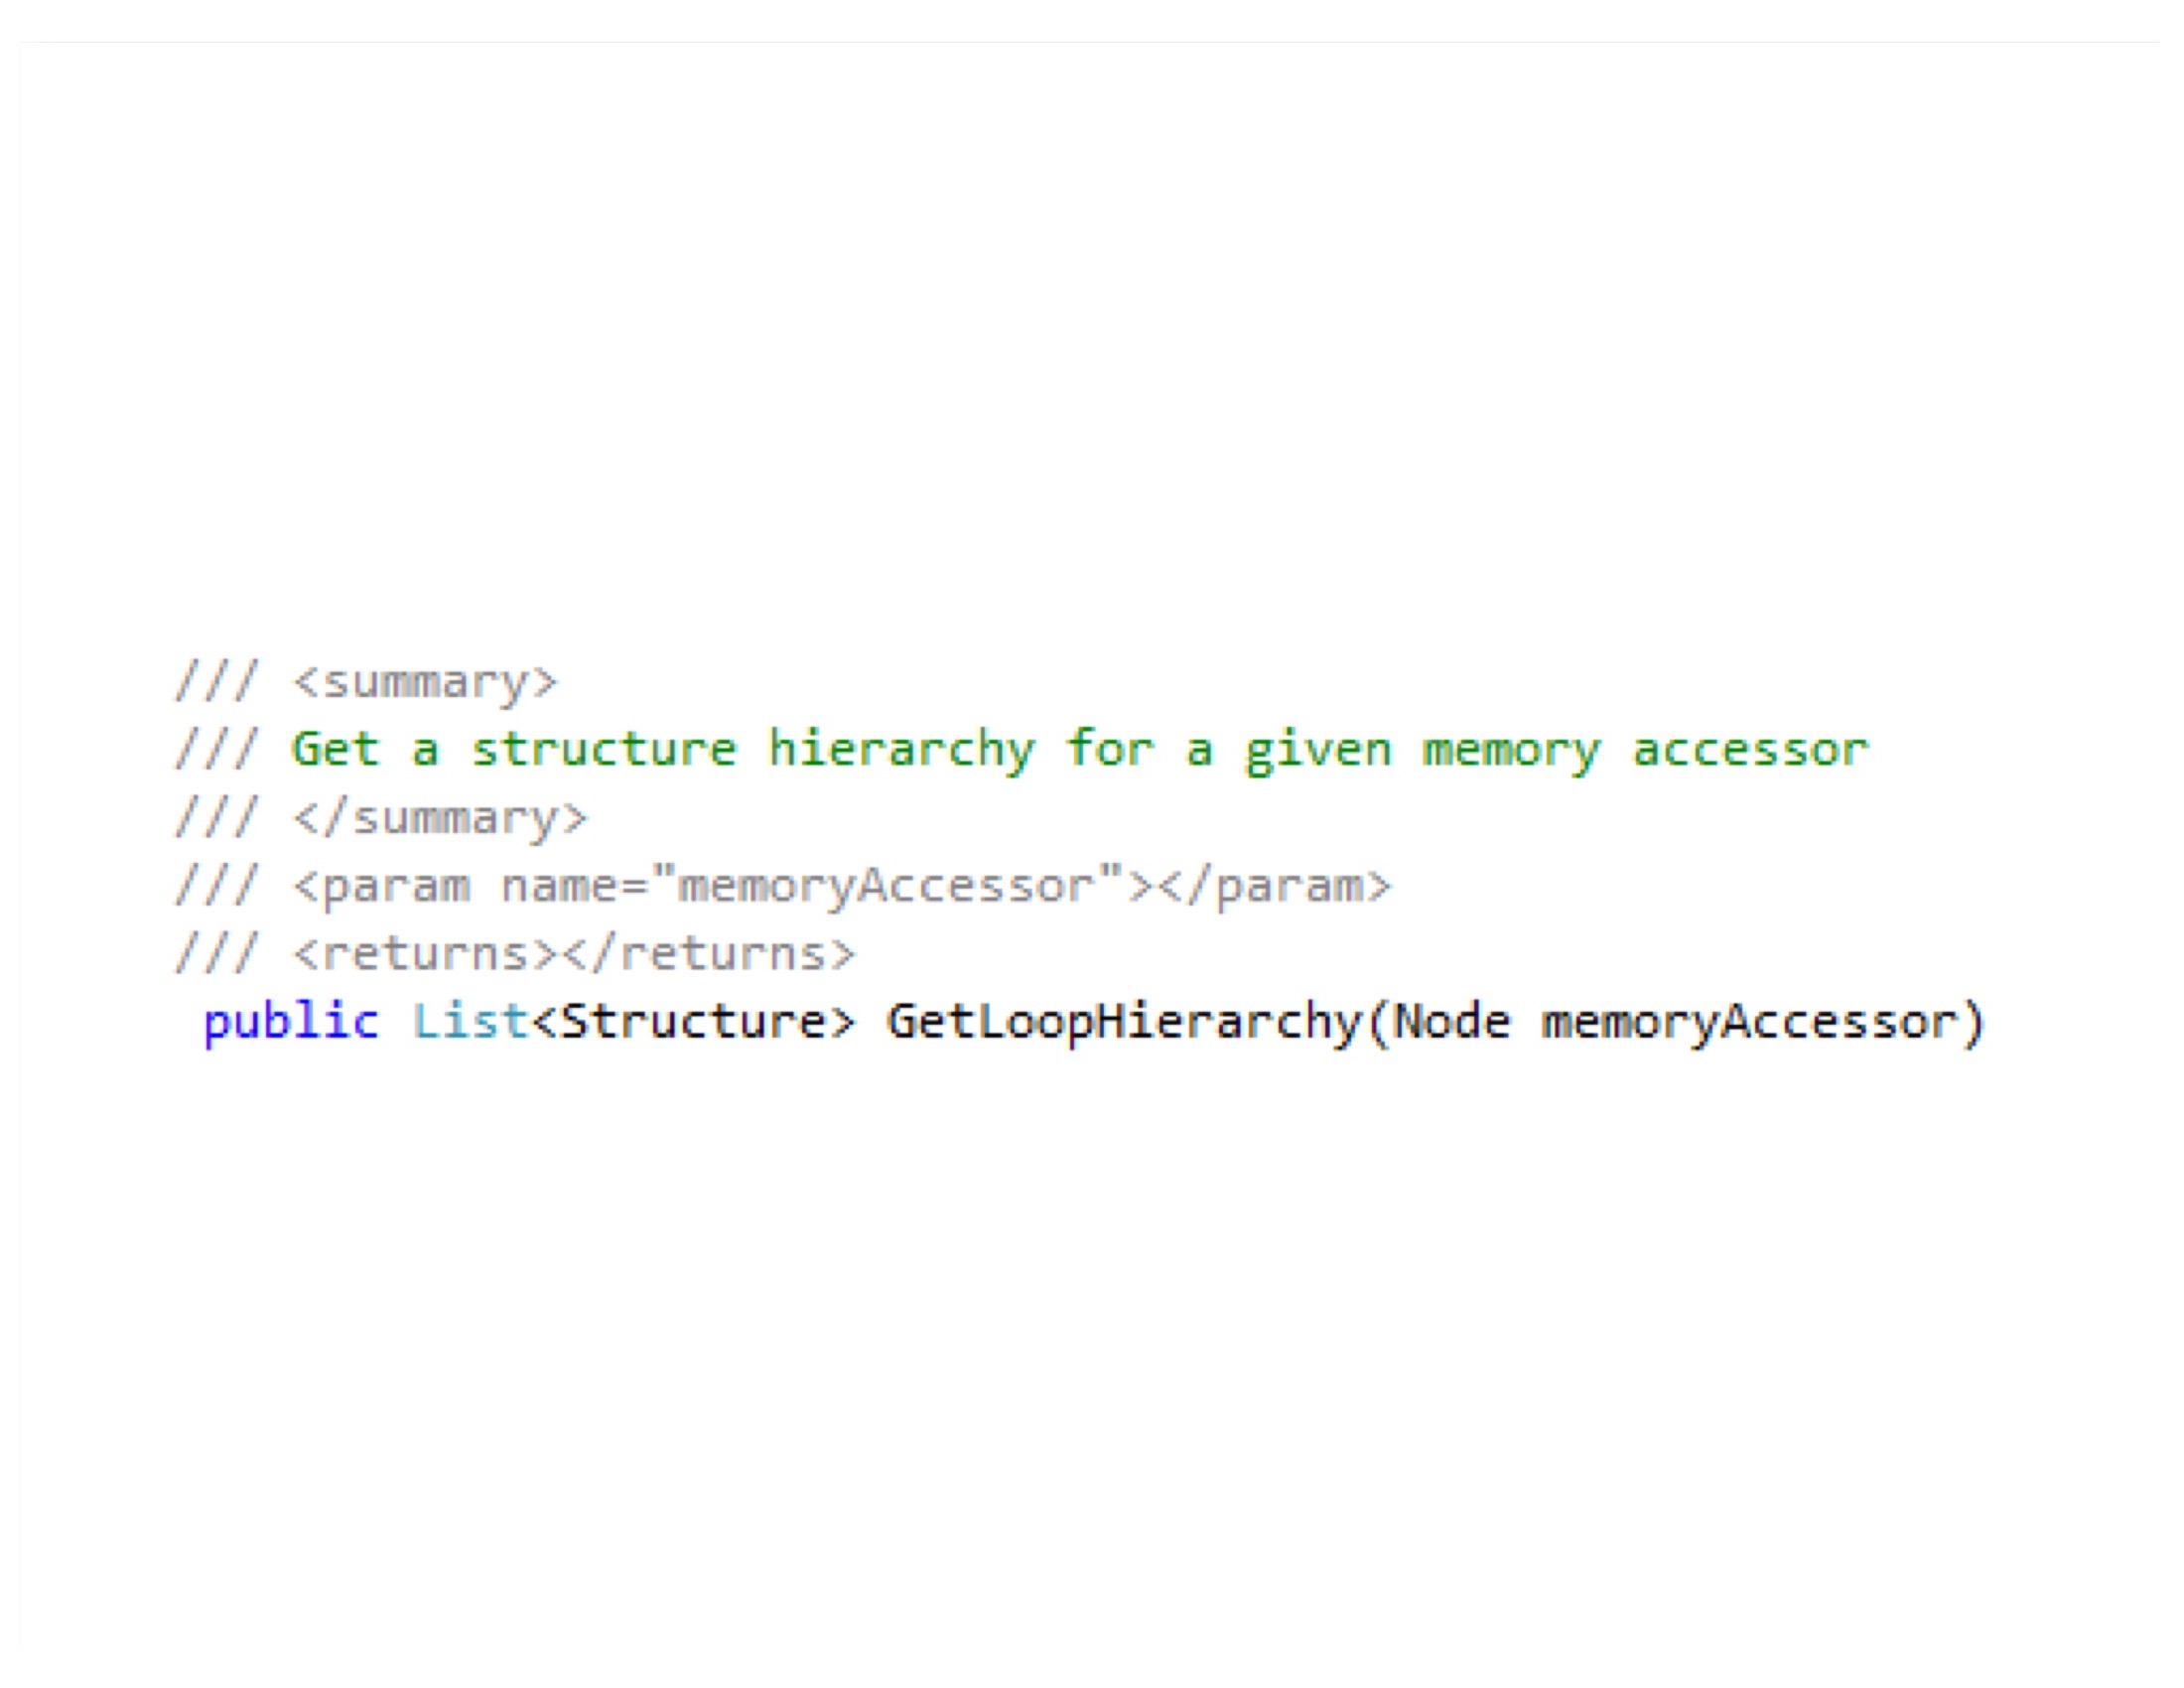 /// <summary>
/// Get a structure hierarchy for a given memory accessor
/// </summary>
/// <param name="memoryAccessor"></param>
/// <returns></returns>
public List<Structure> GetLoopHierarchy(Node memoryAccessor)